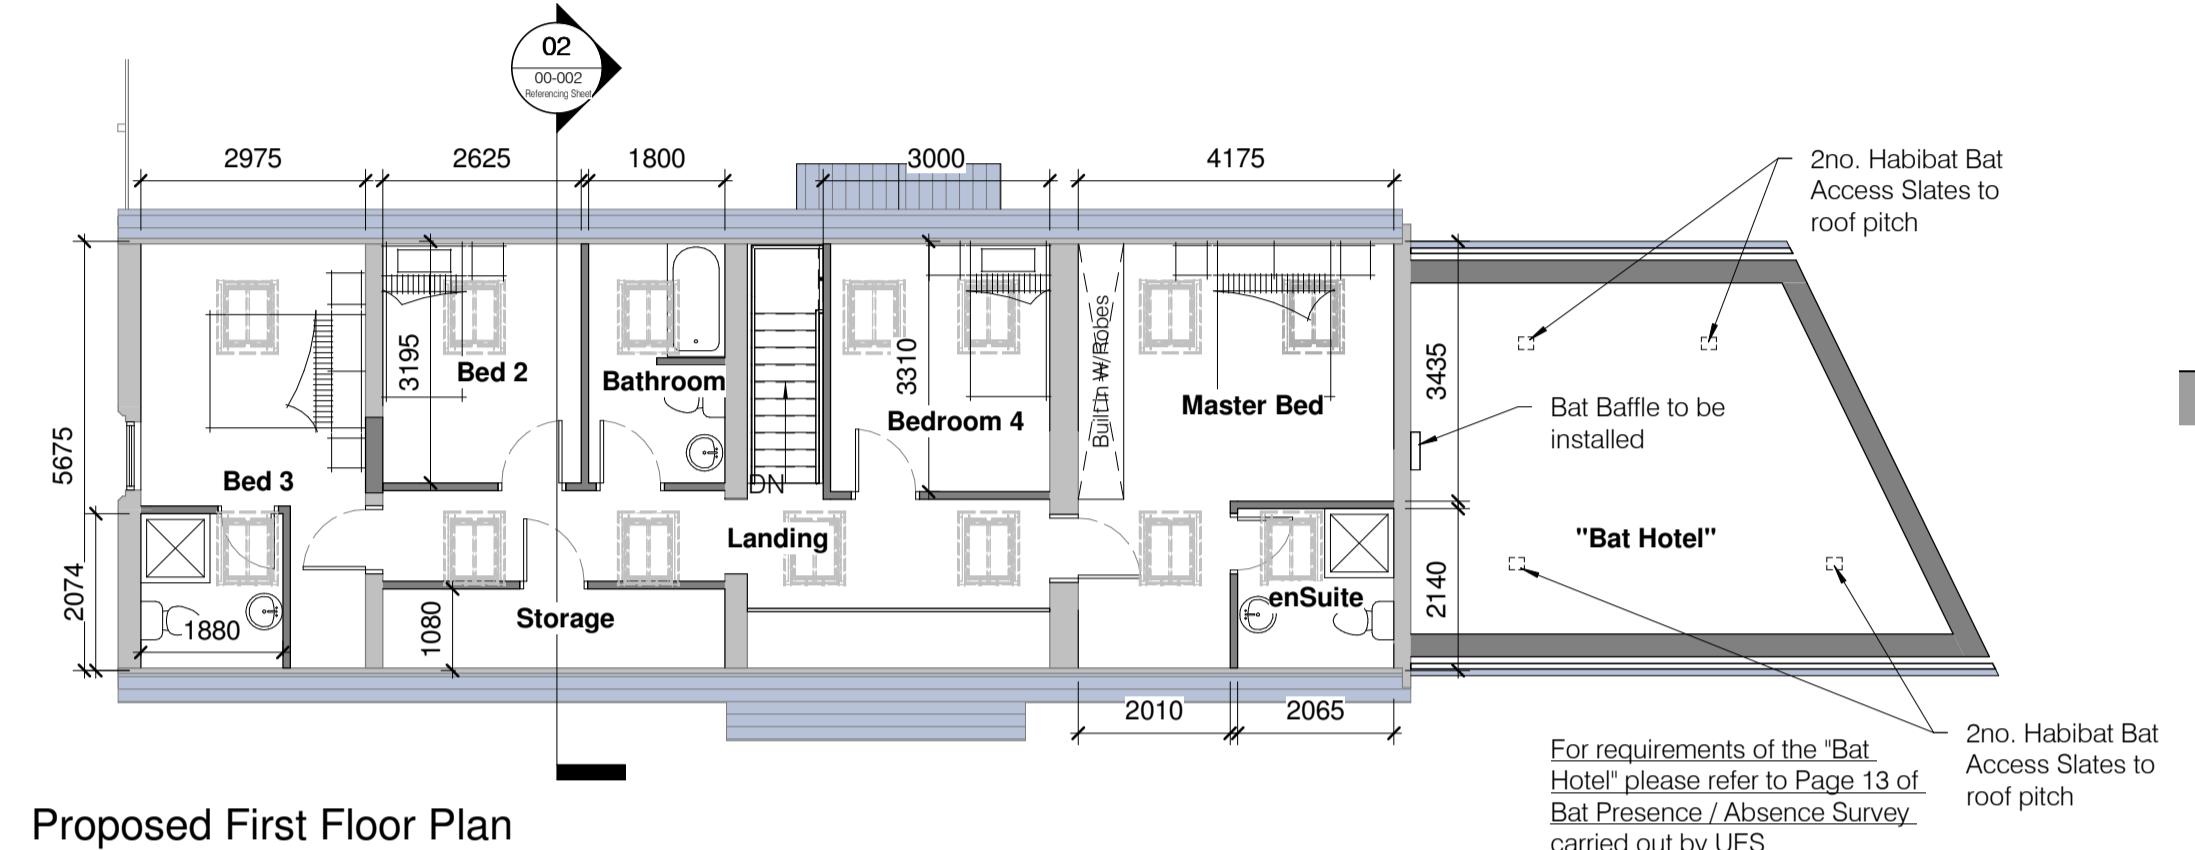 02
00-002
Referencing Sheet
2975
2625
1800
3000
4175
2no. Habibat Bat
Access Slates to
roof pitch
3195
3310
3435
Bed 2
Bathroom
Built in W/Robes
Master Bed
Bedroom 4
Bat Baffle to be
installed
5675
Bed 3
DN
Landing
"Bat Hotel"
2074
1880
1080
Storage
enSuite
2140
2010
2065
2no. Habibat Bat
Access Slates to
roof pitch
For requirements of the "Bat
Hotel" please refer to Page 13 of
Bat Presence / Absence Survey
carried out by UES
Proposed First Floor Plan